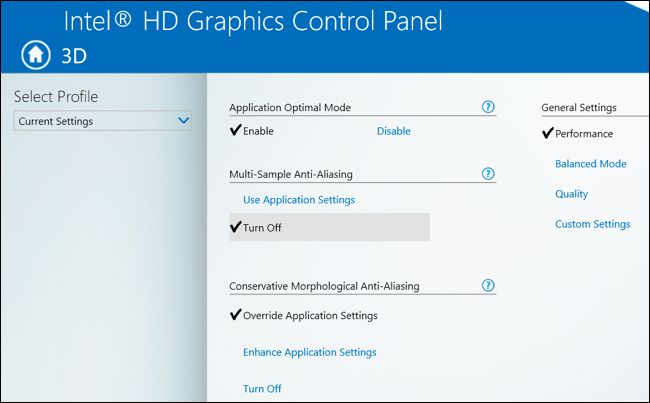 Intel® HD Graphics Control Panel
3D
Select Profile
Current Settings
Application Optimal Mode ?
Enable Disable
Multi-Sample Anti-Aliasing ?
Use Application Settings
Turn Off
Conservative Morphological Anti-Aliasing ?
Override Application Settings
Enhance Application Settings
Turn Off
General Settings
Performance
Balanced Mode
Quality
Custom Settings